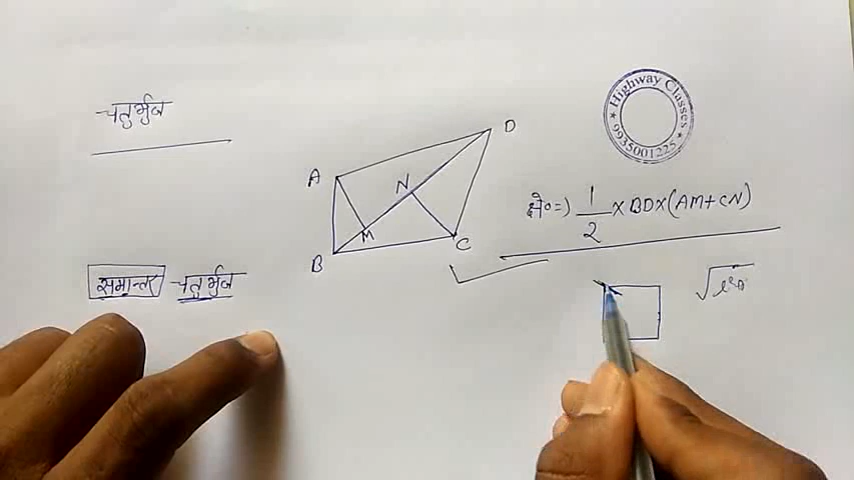 चतुर्भुज
Highway Classes
★ 9935001225 ★
A
D
N
M
B
C
क्षे० =) 1/2 × BD × (AM + CN)
समान्तर चतुर्भुज